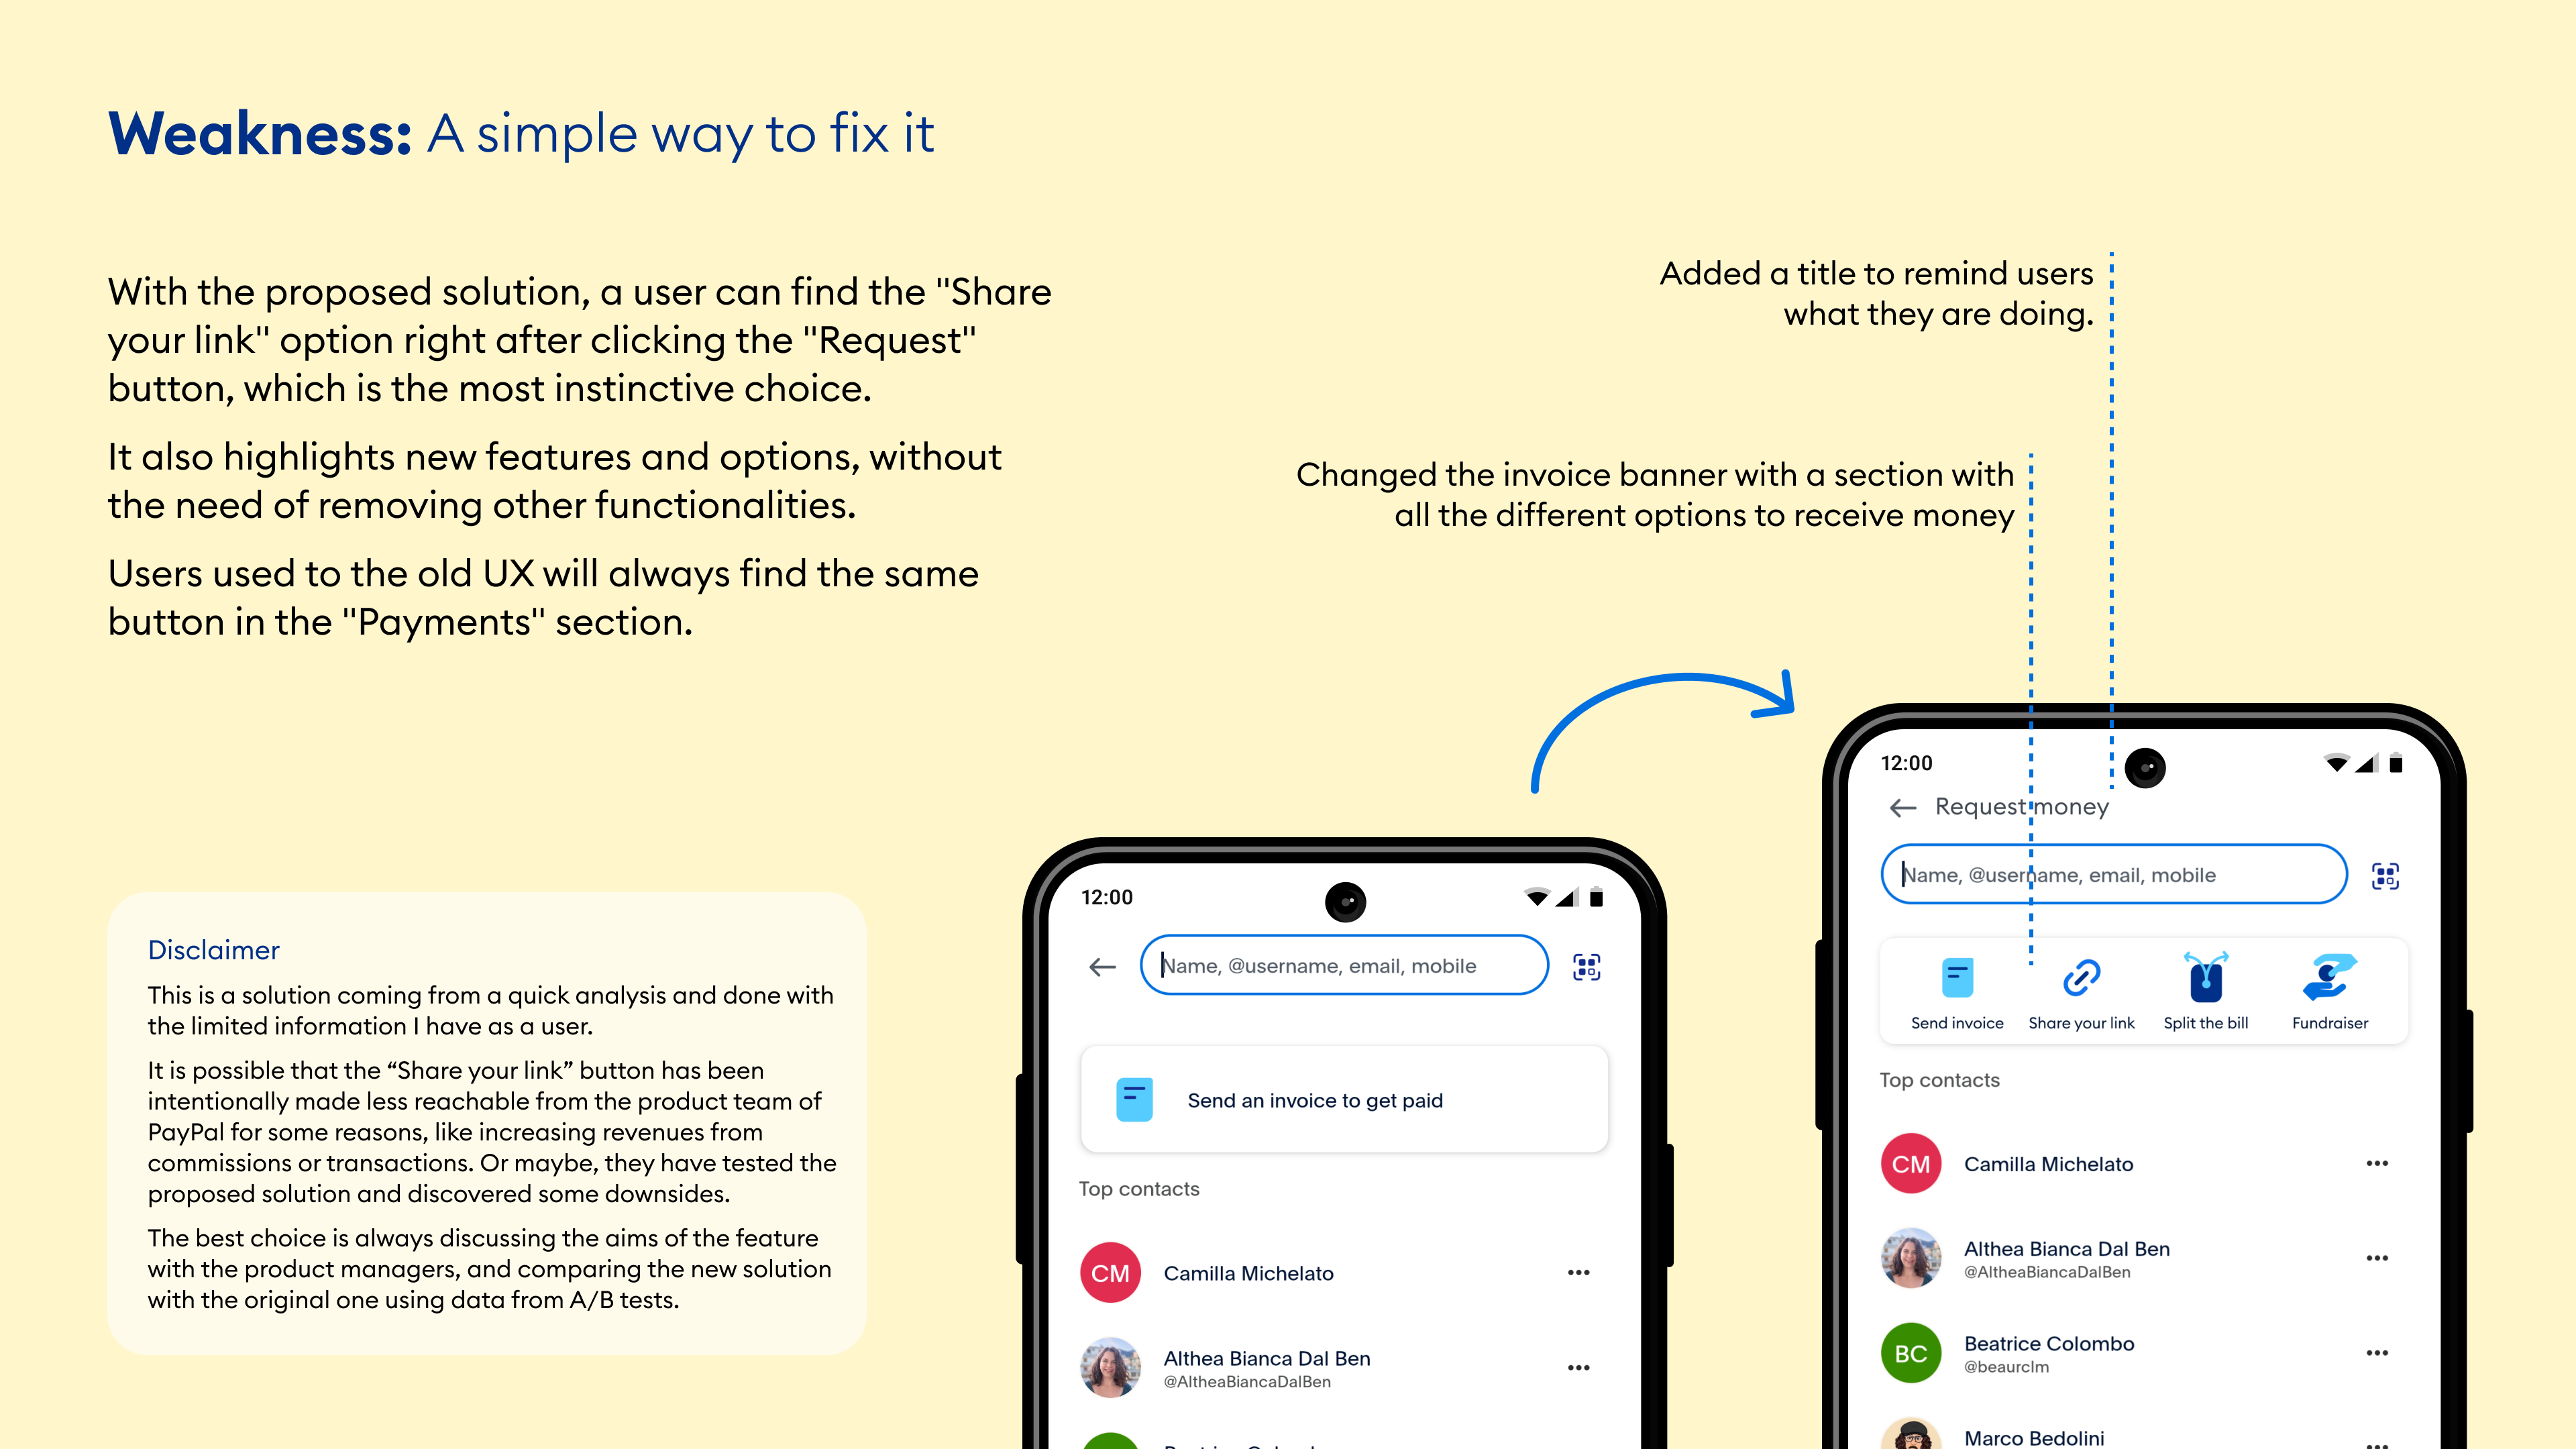 Weakness: A simple way to fix it
With the proposed solution, a user can find the "Share
your link" option right after clicking the "Request"
button, which is the most instinctive choice.
It also highlights new features and options, without
the need of removing other functionalities.
Users used to the old UX will always find the same
button in the "Payments" section.
Disclaimer
This is a solution coming from a quick analysis and done with
the limited information I have as a user.
It is possible that the “Share your link” button has been
intentionally made less reachable from the product team of
PayPal for some reasons, like increasing revenues from
commissions or transactions. Or maybe, they have tested the
proposed solution and discovered some downsides.
The best choice is always discussing the aims of the feature
with the product managers, and comparing the new solution
with the original one using data from A/B tests.
Added a title to remind users
what they are doing.
Changed the invoice banner with a section with
all the different options to receive money
12:00
Name, @username, email, mobile
Send an invoice to get paid
Top contacts
CM
Camilla Michelato
Althea Bianca Dal Ben
@AltheaBiancaDalBen
12:00
Request money
Name, @username, email, mobile
Send invoice
Share your link
Split the bill
Fundraiser
Top contacts
CM
Camilla Michelato
Althea Bianca Dal Ben
@AltheaBiancaDalBen
BC
Beatrice Colombo
@beaurclm
Marco Bedolini